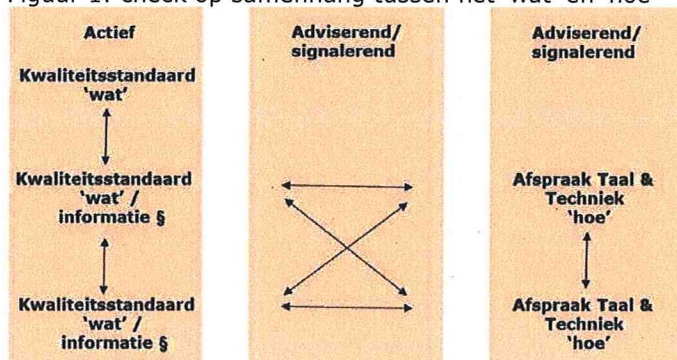 Figuur 1: check op samenhang tussen het 'wat' en 'hoe'
Actief
Kwaliteitsstandaard
'wat'
Kwaliteitsstandaard
'wat' /
informatie §
Kwaliteitsstandaard
'wat' /
informatie §
Adviserend/
signalerend
Adviserend/
signalerend
Afspraak Taal &
Techniek
'hoe'
Afspraak Taal &
Techniek
'hoe'